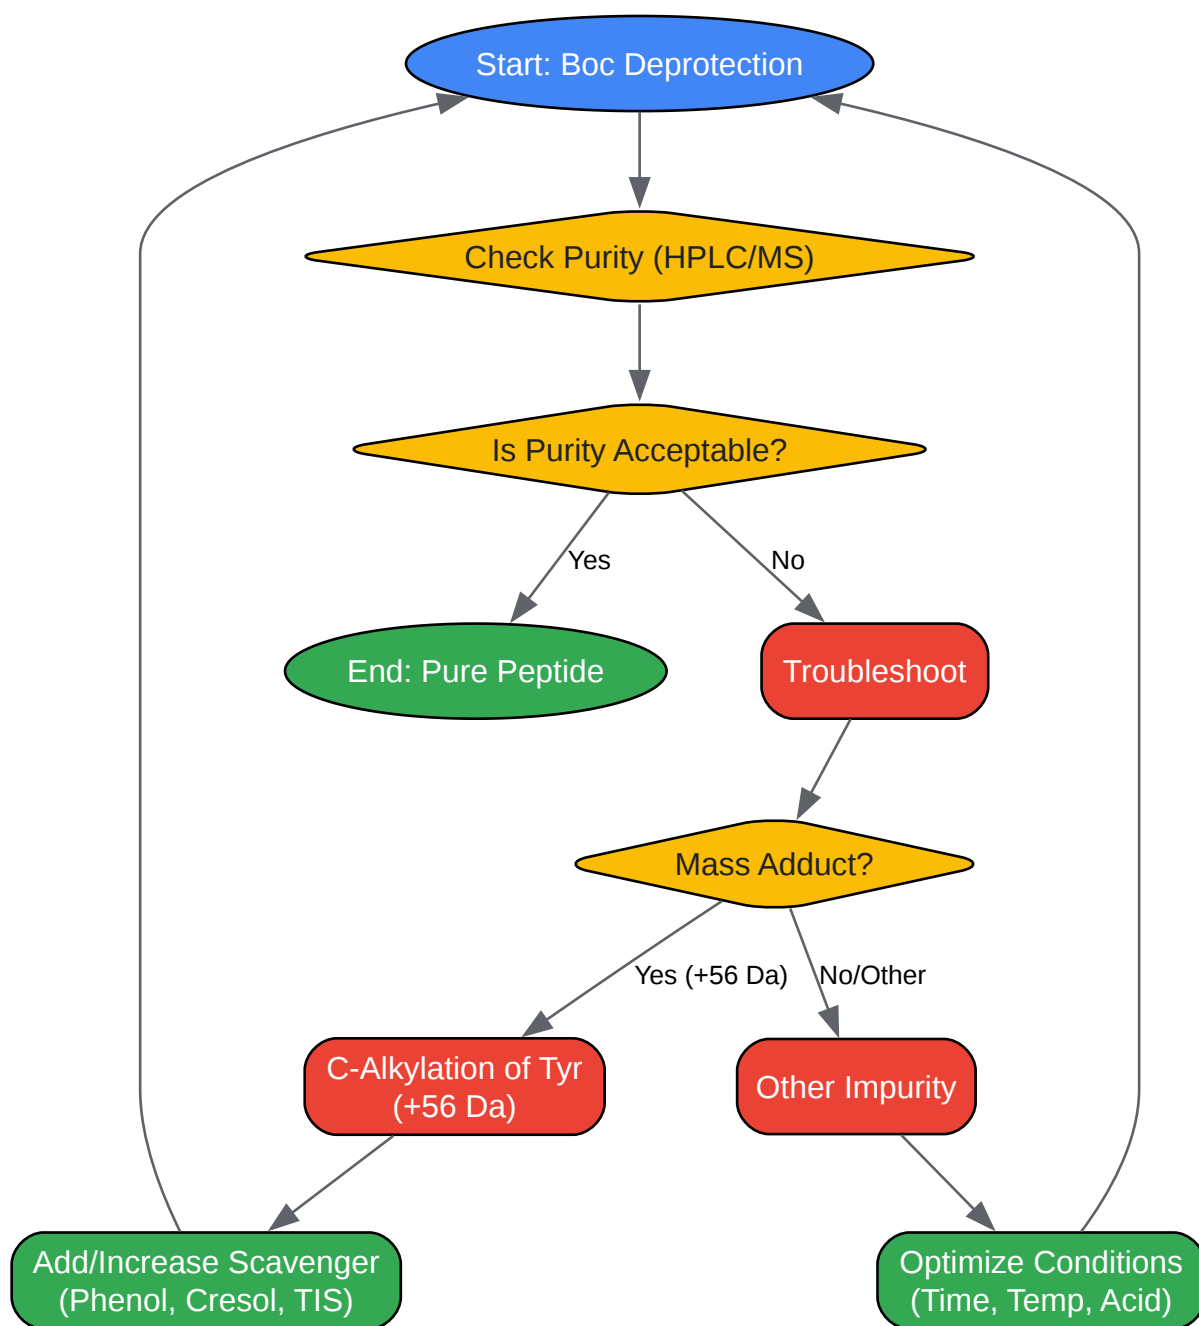 Start: Boc Deprotection
Check Purity (HPLC/MS)
Is Purity Acceptable?
Yes
No
End: Pure Peptide
Troubleshoot
Mass Adduct?
Yes (+56 Da)
No/Other
C-Alkylation of Tyr
(+56 Da)
Other Impurity
Add/Increase Scavenger
(Phenol, Cresol, TIS)
Optimize Conditions
(Time, Temp, Acid)